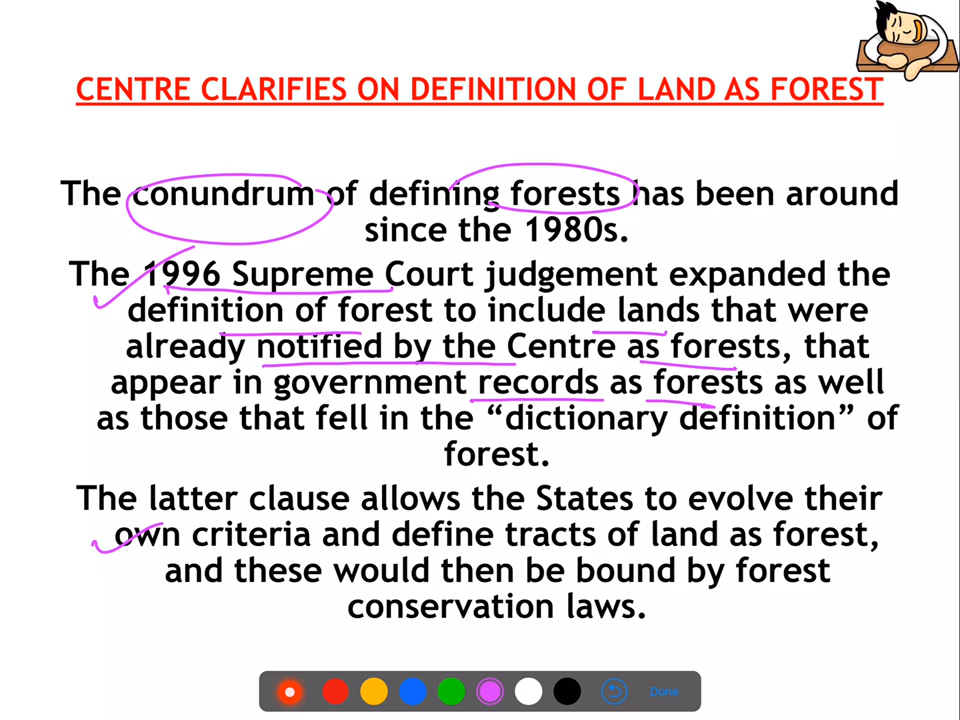 CENTRE CLARIFIES ON DEFINITION OF LAND AS FOREST
The conundrum of defining forests has been around
since the 1980s.
The 1996 Supreme Court judgement expanded the
definition of forest to include lands that were
already notified by the Centre as forests, that
appear in government records as forests as well
as those that fell in the “dictionary definition” of
forest.
The latter clause allows the States to evolve their
own criteria and define tracts of land as forest,
and these would then be bound by forest
conservation laws.
Done